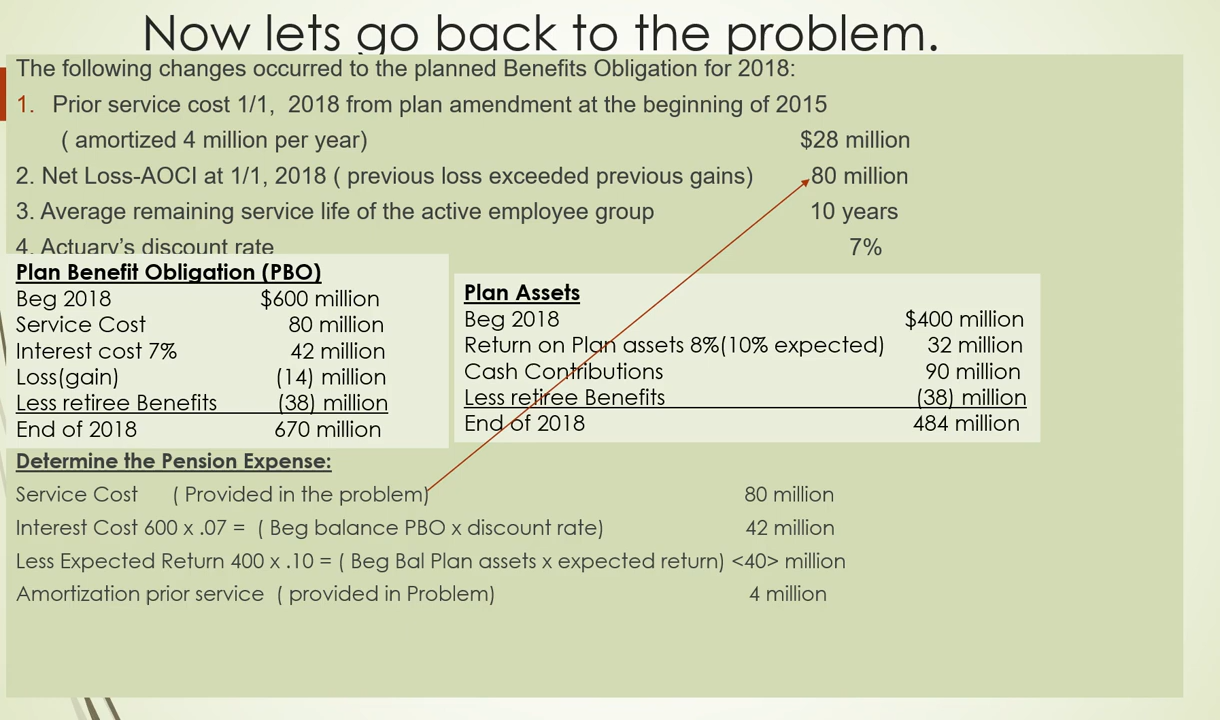 Now lets go back to the problem.
The following changes occurred to the planned Benefits Obligation for 2018:
1. Prior service cost 1/1, 2018 from plan amendment at the beginning of 2015
( amortized 4 million per year) $28 million
2. Net Loss-AOCI at 1/1, 2018 ( previous loss exceeded previous gains) 80 million
3. Average remaining service life of the active employee group 10 years
4. Actuary's discount rate 7%
Plan Benefit Obligation (PBO)
Beg 2018 $600 million
Service Cost 80 million
Interest cost 7% 42 million
Loss(gain) (14) million
Less retiree Benefits (38) million
End of 2018 670 million
Plan Assets
Beg 2018 $400 million
Return on Plan assets 8%(10% expected) 32 million
Cash Contributions 90 million
Less retiree Benefits (38) million
End of 2018 484 million
Determine the Pension Expense:
Service Cost ( Provided in the problem) 80 million
Interest Cost 600 x .07 = ( Beg balance PBO x discount rate) 42 million
Less Expected Return 400 x .10 = ( Beg Bal Plan assets x expected return) <40> million
Amortization prior service ( provided in Problem) 4 million